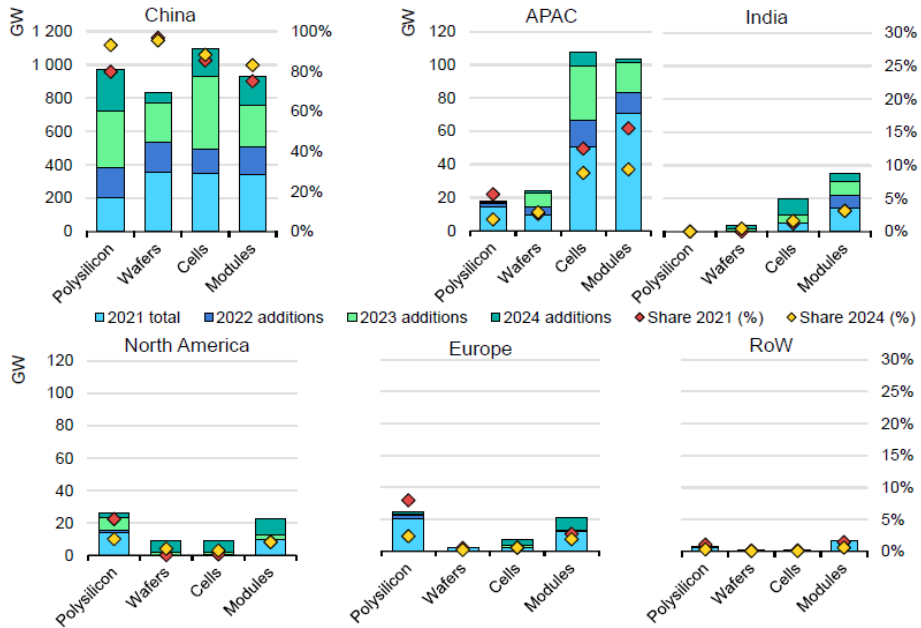 China
APAC
India
GW
1 200
1 000
800
600
400
200
0
100%
80%
60%
40%
20%
0%
GW
120
100
80
60
40
20
0
30%
25%
20%
15%
10%
5%
0%
Polysilicon
Wafers
Cells
Modules
Polysilicon
Wafers
Cells
Modules
Polysilicon
Wafers
Cells
Modules
2021 total 2022 additions 2023 additions 2024 additions Share 2021 (%) Share 2024 (%)
North America
Europe
RoW
GW
120
100
80
60
40
20
0
30%
25%
20%
15%
10%
5%
0%
Polysilicon
Wafers
Cells
Modules
Polysilicon
Wafers
Cells
Modules
Polysilicon
Wafers
Cells
Modules